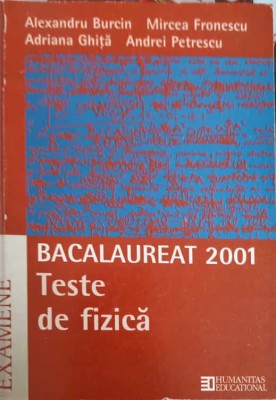 Alexandru Burcin Mircea Fronescu
Adriana Ghiță Andrei Petrescu
BACALAUREAT 2001
Teste
de fizică
EXAMENE
HUMANITAS
EDUCATIONAL